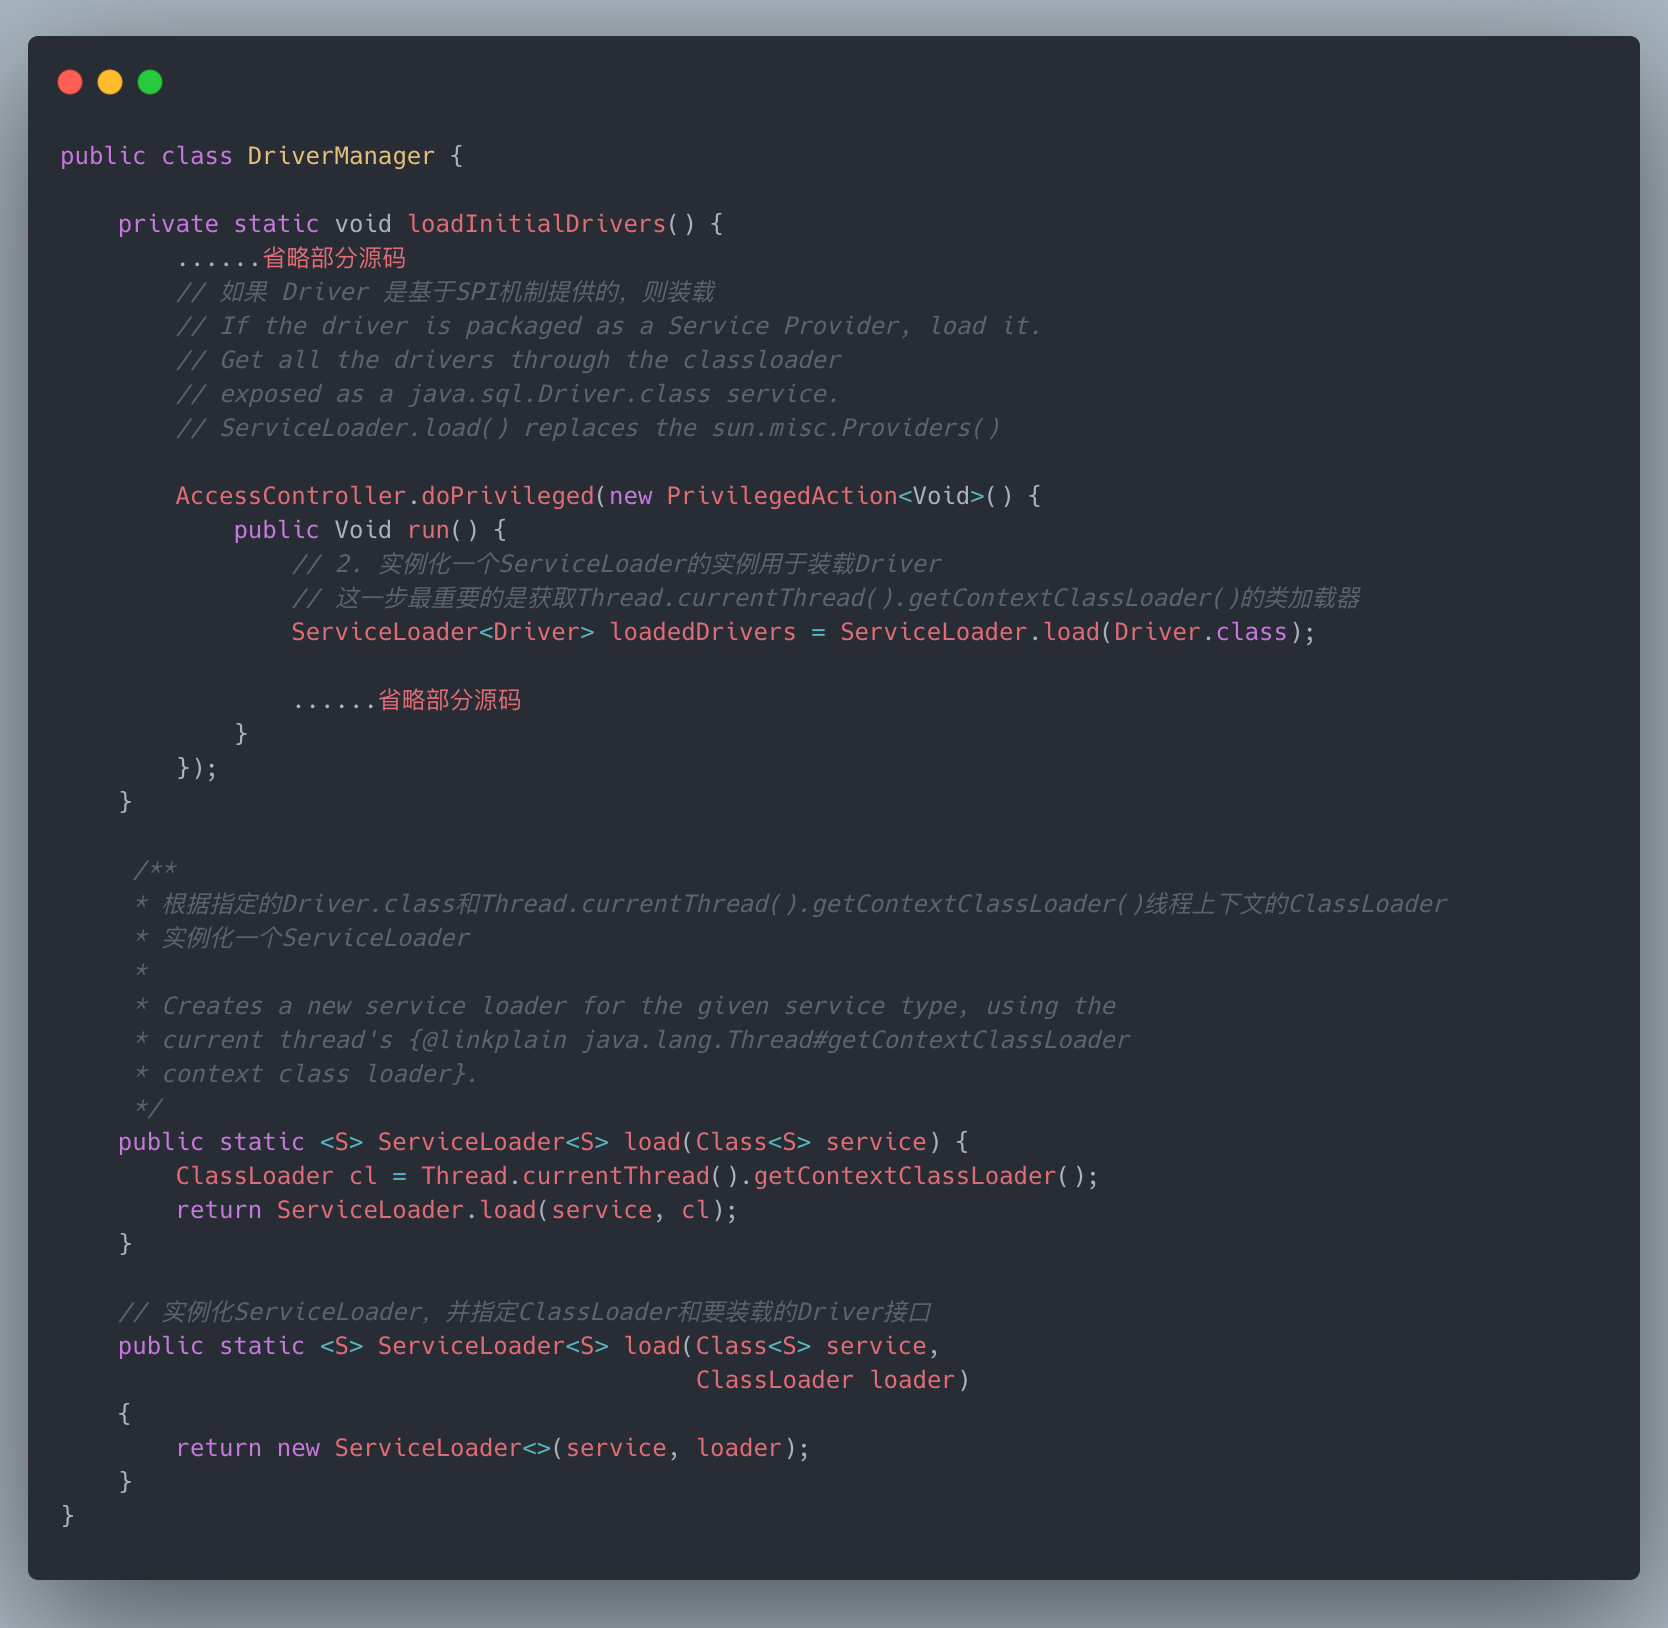 public class DriverManager {
private static void loadInitialDrivers() {
......省略部分源码
// 如果 Driver 是基于SPI机制提供的，则装载
// If the driver is packaged as a Service Provider, load it.
// Get all the drivers through the classloader
// exposed as a java.sql.Driver.class service.
// ServiceLoader.load() replaces the sun.misc.Providers()
AccessController.doPrivileged(new PrivilegedAction<Void>() {
public Void run() {
// 2. 实例化一个ServiceLoader的实例用于装载Driver
// 这一步最重要的是获取Thread.currentThread().getContextClassLoader()的类加载器
ServiceLoader<Driver> loadedDrivers = ServiceLoader.load(Driver.class);
......省略部分源码
}
});
}
/**
* 根据指定的Driver.class和Thread.currentThread().getContextClassLoader()线程上下文的ClassLoader
* 实例化一个ServiceLoader
*
* Creates a new service loader for the given service type, using the
* current thread's {@linkplain java.lang.Thread#getContextClassLoader
* context class loader}.
*/
public static <S> ServiceLoader<S> load(Class<S> service) {
ClassLoader cl = Thread.currentThread().getContextClassLoader();
return ServiceLoader.load(service, cl);
}
// 实例化ServiceLoader，并指定ClassLoader和要装载的Driver接口
public static <S> ServiceLoader<S> load(Class<S> service,
ClassLoader loader)
{
return new ServiceLoader<>(service, loader);
}
}